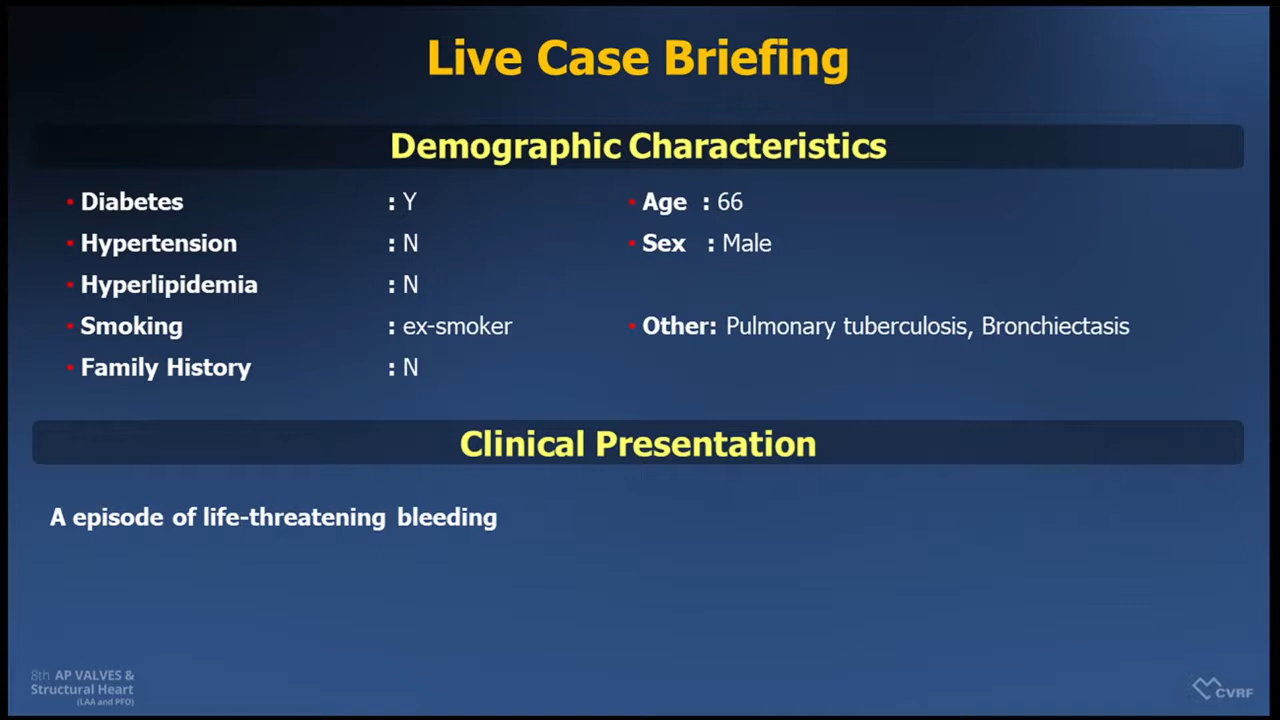 Live Case Briefing
Demographic Characteristics
• Diabetes : Y
• Age : 66
• Hypertension : N
• Sex : Male
• Hyperlipidemia : N
• Smoking : ex-smoker
• Other: Pulmonary tuberculosis, Bronchiectasis
• Family History : N
Clinical Presentation
A episode of life-threatening bleeding
8th AP VALVES &
Structural Heart
(LAA and PFO)
CVRF